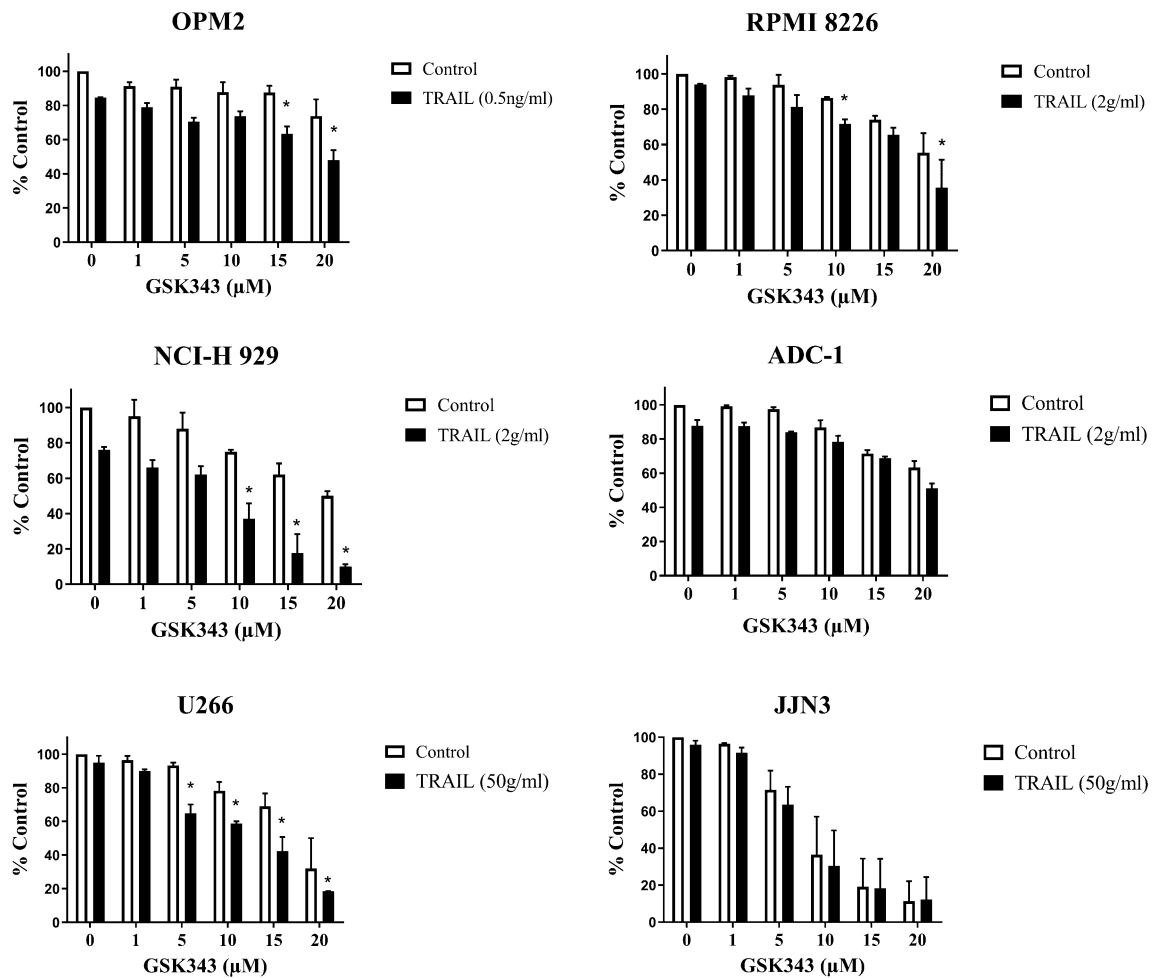 OPM2
% Control
100
80
60
40
20
0
0 1 5 10 15 20
GSK343 (µM)
Control
TRAIL (0.5ng/ml)
* *
RPMI 8226
% Control
100
80
60
40
20
0
0 1 5 10 15 20
GSK343 (µM)
Control
TRAIL (2g/ml)
* *
NCI-H 929
% Control
100
80
60
40
20
0
0 1 5 10 15 20
GSK343 (µM)
Control
TRAIL (2g/ml)
* * *
ADC-1
% Control
100
80
60
40
20
0
0 1 5 10 15 20
GSK343 (µM)
Control
TRAIL (2g/ml)
U266
% Control
100
80
60
40
20
0
0 1 5 10 15 20
GSK343 (µM)
Control
TRAIL (50g/ml)
* * * *
JJN3
% Control
100
80
60
40
20
0
0 1 5 10 15 20
GSK343 (µM)
Control
TRAIL (50g/ml)